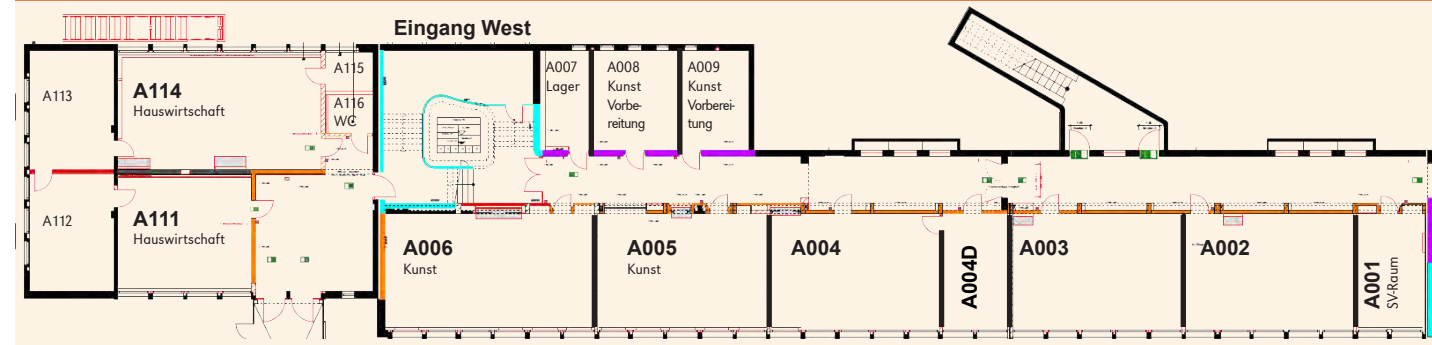 Eingang West
A113
A114
Hauswirtschaft
A115
A116
WC
A007
Lager
A008
Kunst
Vorbe-
reitung
A009
Kunst
Vorberei-
tung
A112
A111
Hauswirtschaft
A006
Kunst
A005
Kunst
A004
A004D
A003
A002
A001
SV-Raum